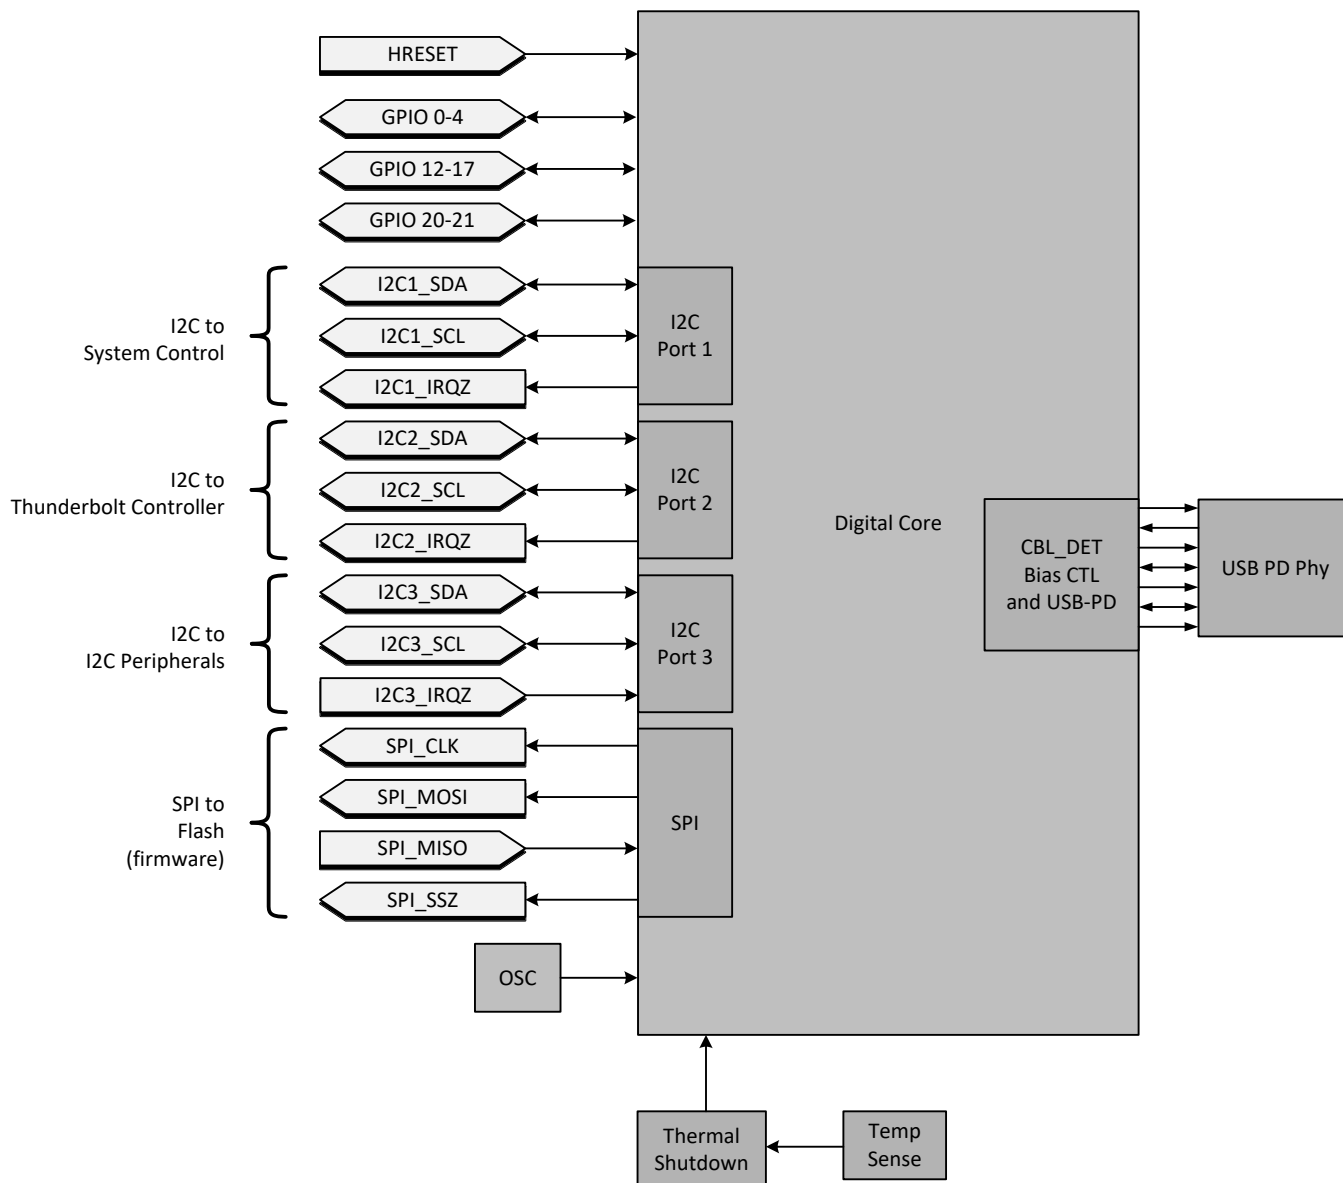 HRESET
GPIO 0-4
GPIO 12-17
GPIO 20-21
I2C to
System Control
I2C1_SDA
I2C1_SCL
I2C1_IRQZ
I2C
Port 1
I2C to
Thunderbolt Controller
I2C2_SDA
I2C2_SCL
I2C2_IRQZ
I2C
Port 2
Digital Core
CBL_DET
Bias CTL
and USB-PD
USB PD Phy
I2C to
I2C Peripherals
I2C3_SDA
I2C3_SCL
I2C3_IRQZ
I2C
Port 3
SPI to
Flash
(firmware)
SPI_CLK
SPI_MOSI
SPI_MISO
SPI_SSZ
SPI
OSC
Thermal
Shutdown
Temp
Sense